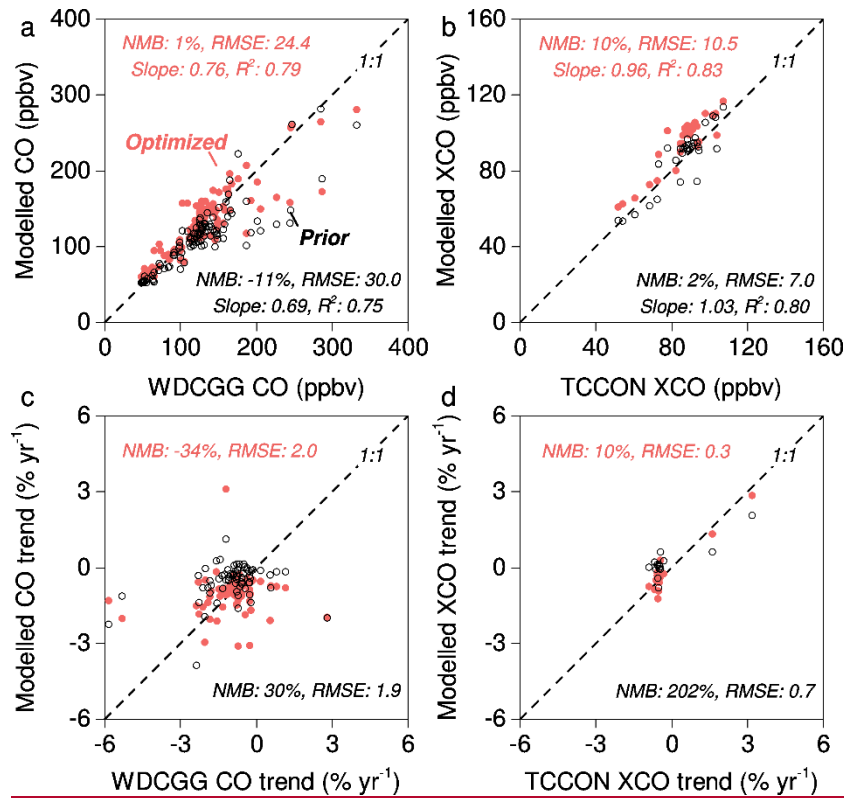 a
400
300
200
100
0
Modelled CO (ppbv)
NMB: 1%, RMSE: 24.4
Slope: 0.76, R²: 0.79
1:1
Optimized
Prior
NMB: -11%, RMSE: 30.0
Slope: 0.69, R²: 0.75
0 100 200 300 400
WDCGG CO (ppbv)
b
160
120
80
40
0
Modelled XCO (ppbv)
NMB: 10%, RMSE: 10.5
Slope: 0.96, R²: 0.83
1:1
NMB: 2%, RMSE: 7.0
Slope: 1.03, R²: 0.80
0 40 80 120 160
TCCON XCO (ppbv)
c
6
3
0
-3
-6
Modelled CO trend (% yr⁻¹)
NMB: -34%, RMSE: 2.0
1:1
NMB: 30%, RMSE: 1.9
-6 -3 0 3 6
WDCGG CO trend (% yr⁻¹)
d
6
3
0
-3
-6
Modelled XCO trend (% yr⁻¹)
NMB: 10%, RMSE: 0.3
1:1
NMB: 202%, RMSE: 0.7
-6 -3 0 3 6
TCCON XCO trend (% yr⁻¹)